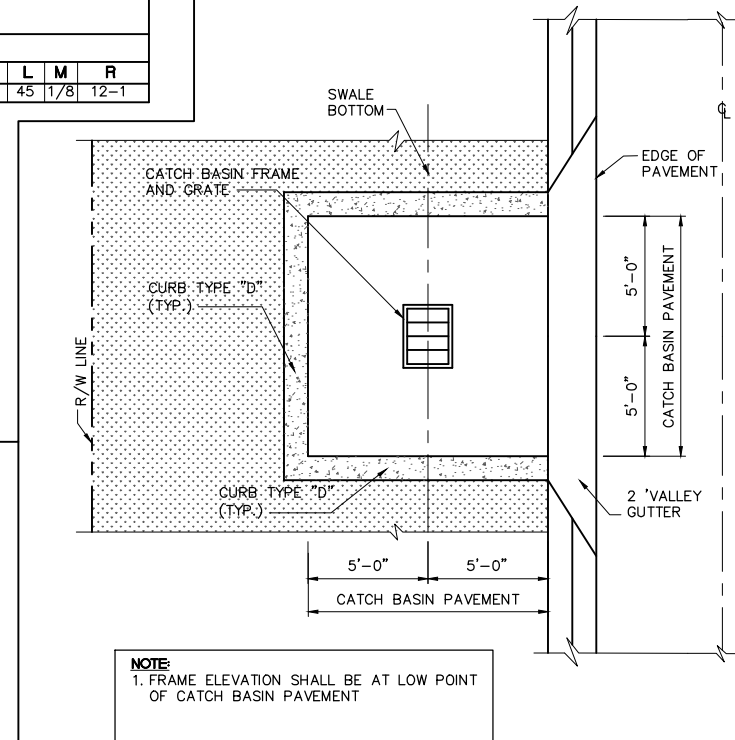 L M R
45 1/8 12-1
SWALE
BOTTOM
℄
EDGE OF
PAVEMENT
CATCH BASIN FRAME
AND GRATE
5'-0"
CATCH BASIN PAVEMENT
CURB TYPE "D"
(TYP.)
R/W LINE
5'-0"
CURB TYPE "D"
(TYP.)
2 'VALLEY
GUTTER
5'-0" 5'-0"
CATCH BASIN PAVEMENT
NOTE:
1. FRAME ELEVATION SHALL BE AT LOW POINT
OF CATCH BASIN PAVEMENT